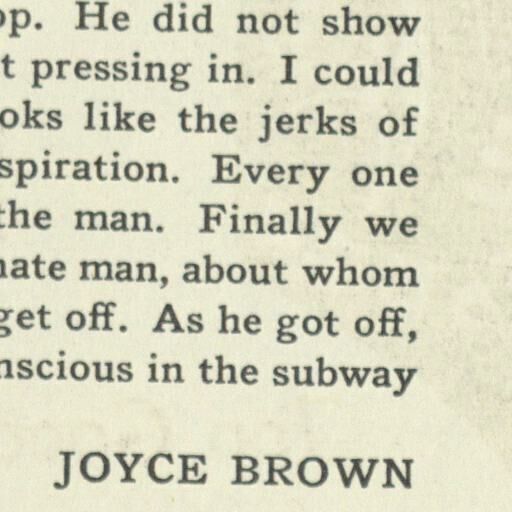 op. He did not show
t pressing in. I could
oks like the jerks of
spiration. Every one
the man. Finally we
nate man, about whom
get off. As he got off,
nscious in the subway
JOYCE BROWN